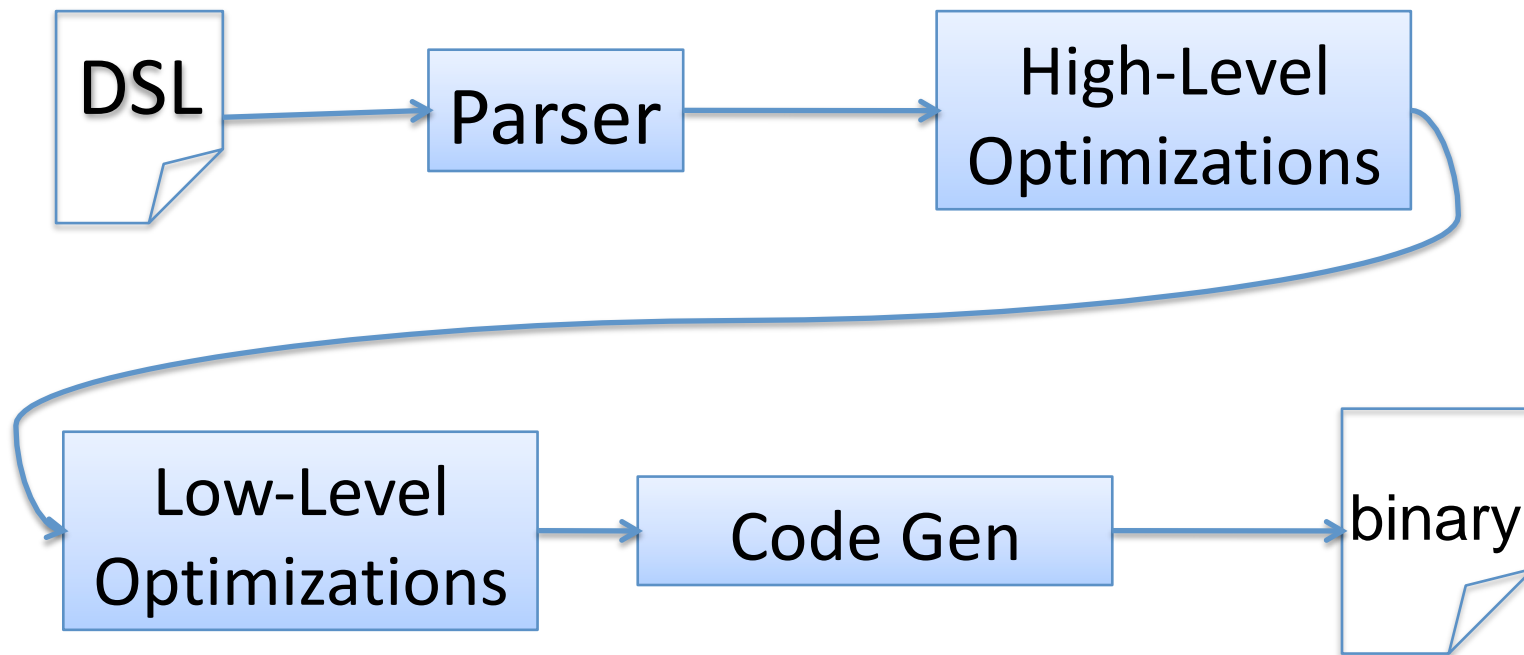 DSL
Parser
High-Level
Optimizations
Low-Level
Optimizations
Code Gen
binary